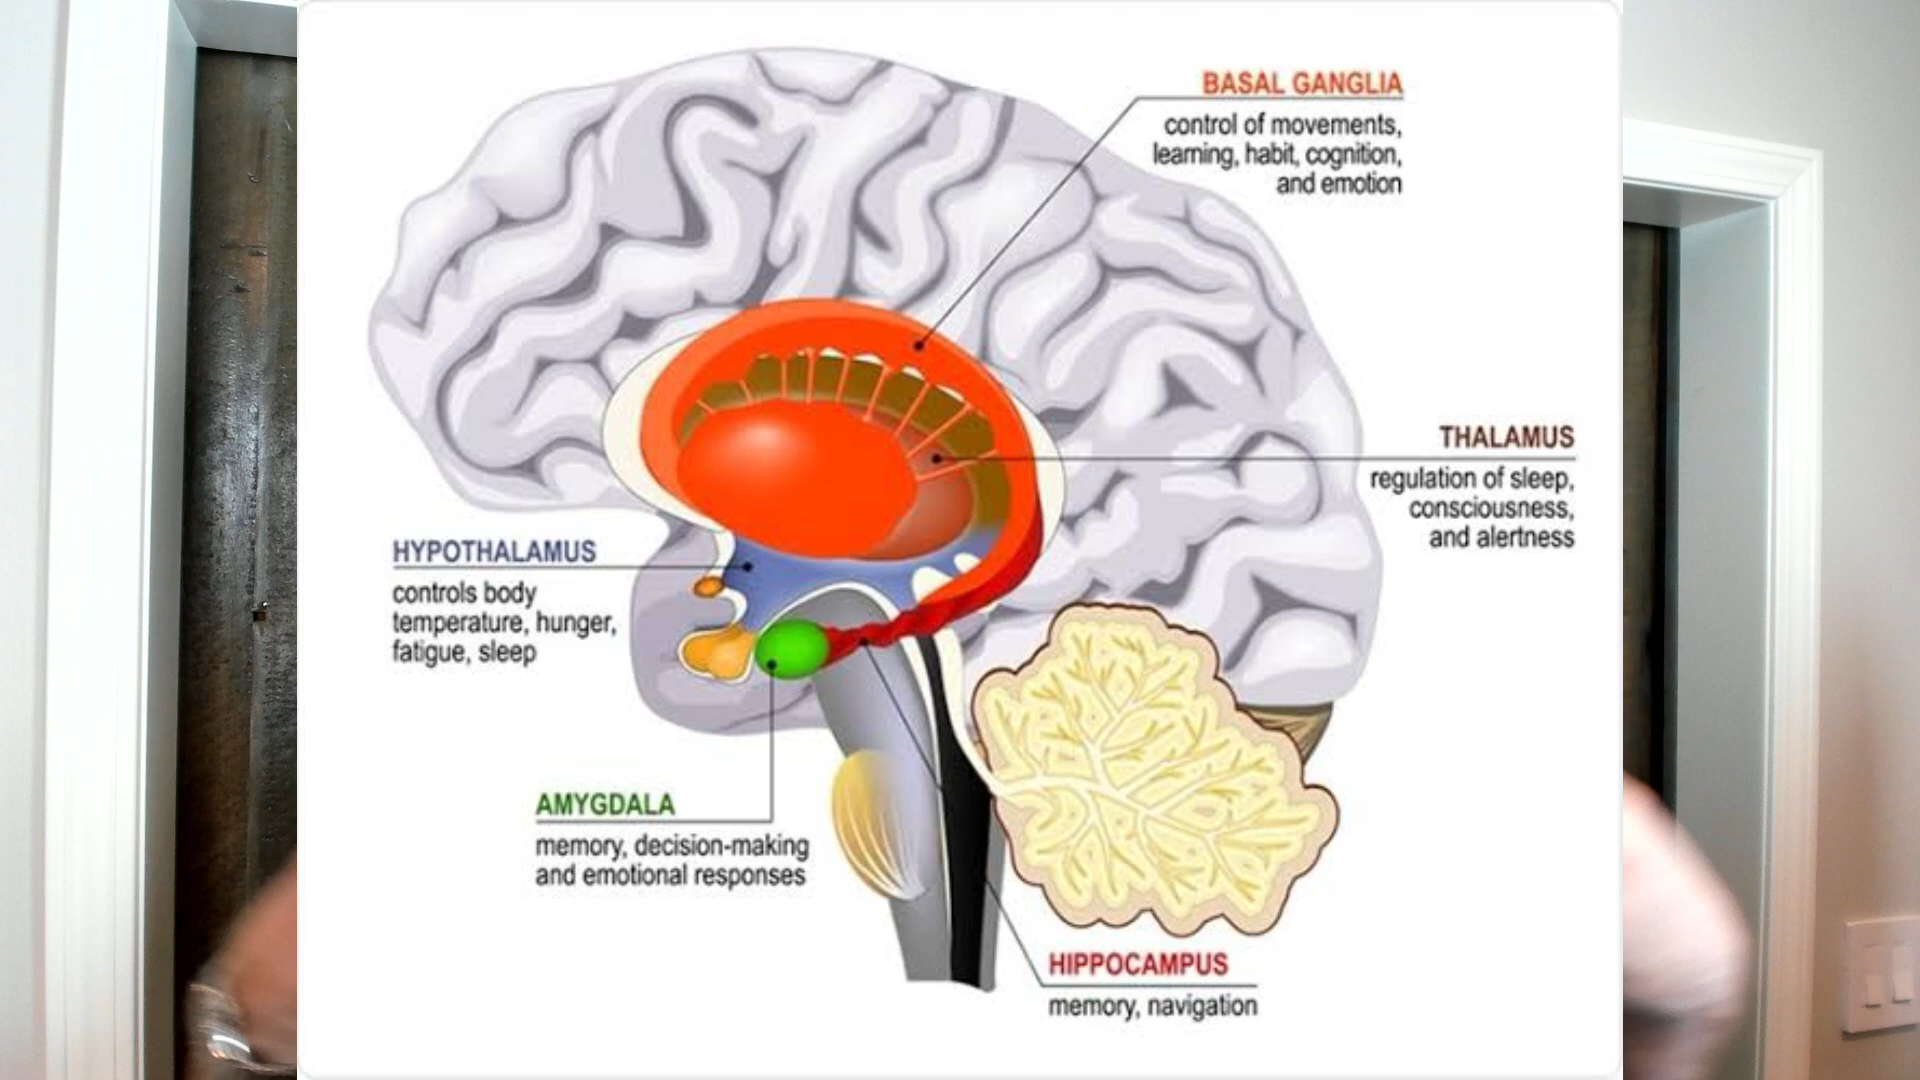 BASAL GANGLIA
control of movements,
learning, habit, cognition,
and emotion
THALAMUS
regulation of sleep,
consciousness,
and alertness
HYPOTHALAMUS
controls body
temperature, hunger,
fatigue, sleep
AMYGDALA
memory, decision-making
and emotional responses
HIPPOCAMPUS
memory, navigation